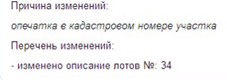 Причина изменений:
опечатка в кадастровом номере участка
Перечень изменений:
- изменено описание лотов №: 34